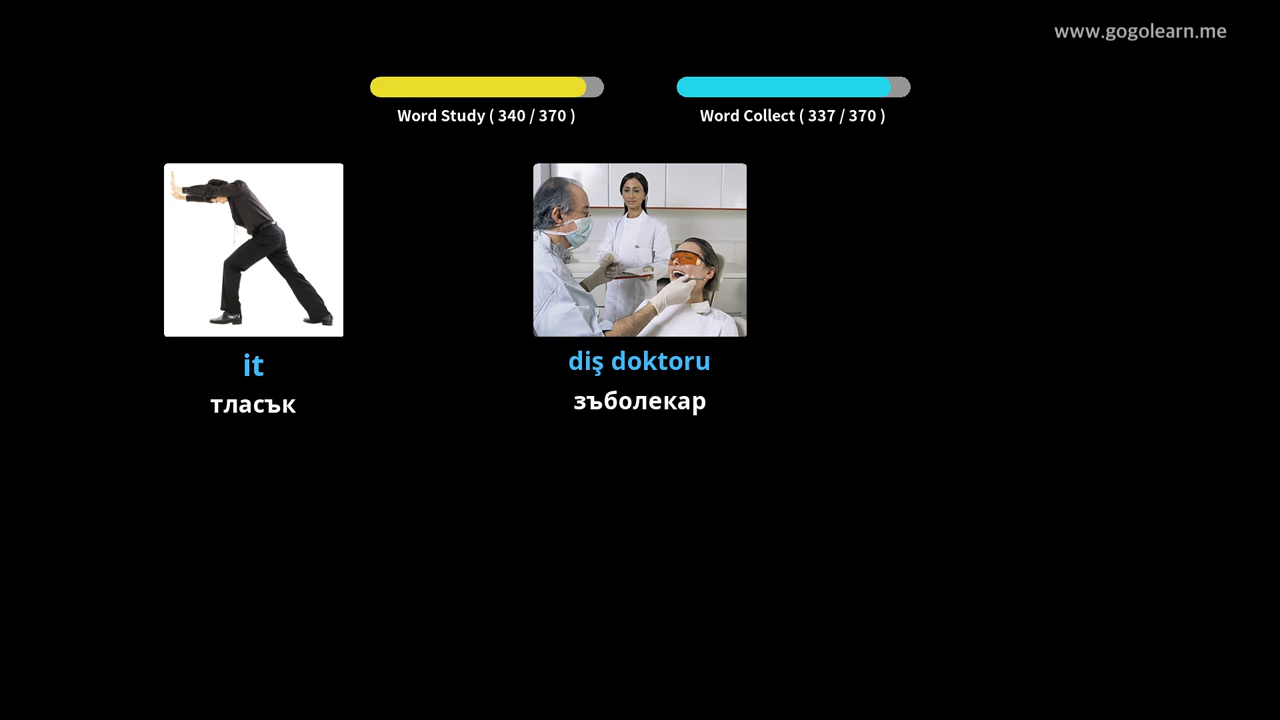 www.gogolearn.me
Word Study ( 340 / 370 )
Word Collect ( 337 / 370 )
it
тласък
diş doktoru
зъболекар